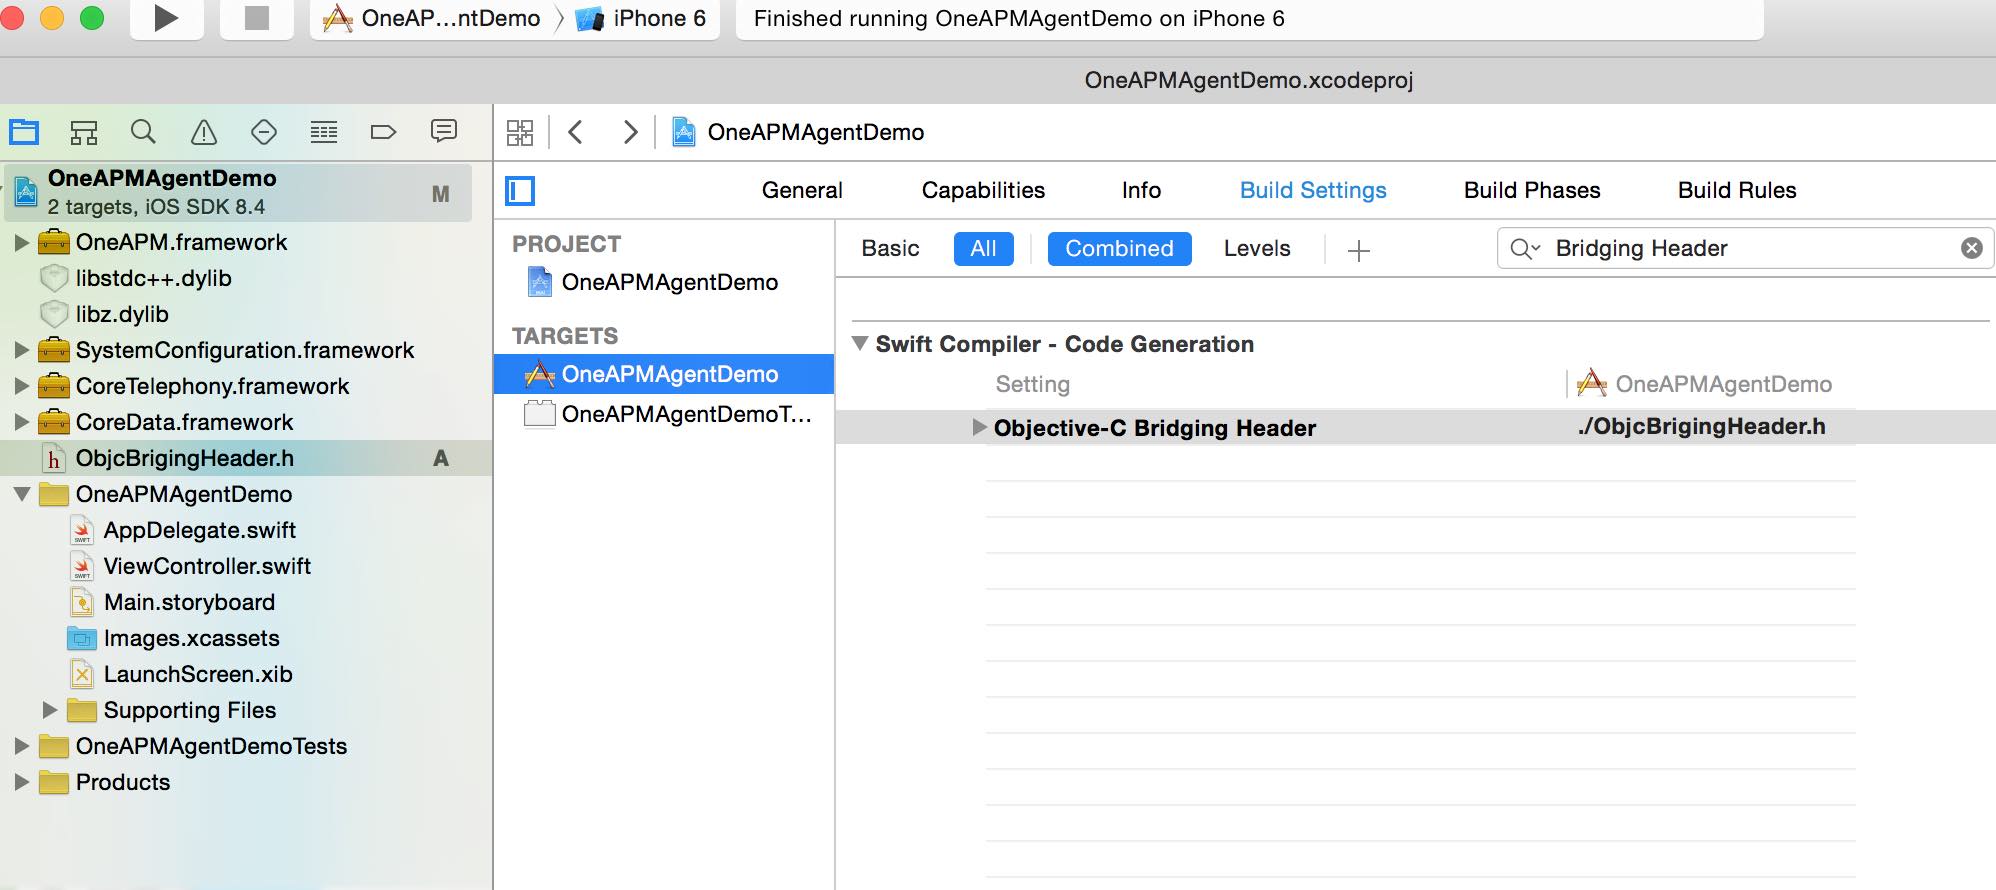 OneAP...ntDemo
iPhone 6
Finished running OneAPMAgentDemo on iPhone 6
OneAPMAgentDemo.xcodeproj
OneAPMAgentDemo
2 targets, iOS SDK 8.4
M
OneAPM.framework
libstdc++.dylib
libz.dylib
SystemConfiguration.framework
CoreTelephony.framework
CoreData.framework
h
ObjcBrigingHeader.h
A
OneAPMAgentDemo
AppDelegate.swift
ViewController.swift
Main.storyboard
Images.xcassets
LaunchScreen.xib
Supporting Files
OneAPMAgentDemoTests
Products
OneAPMAgentDemo
General
Capabilities
Info
Build Settings
Build Phases
Build Rules
PROJECT
OneAPMAgentDemo
TARGETS
OneAPMAgentDemo
OneAPMAgentDemoT...
Basic
All
Combined
Levels
Bridging Header
Swift Compiler - Code Generation
Setting
OneAPMAgentDemo
Objective-C Bridging Header
./ObjcBrigingHeader.h